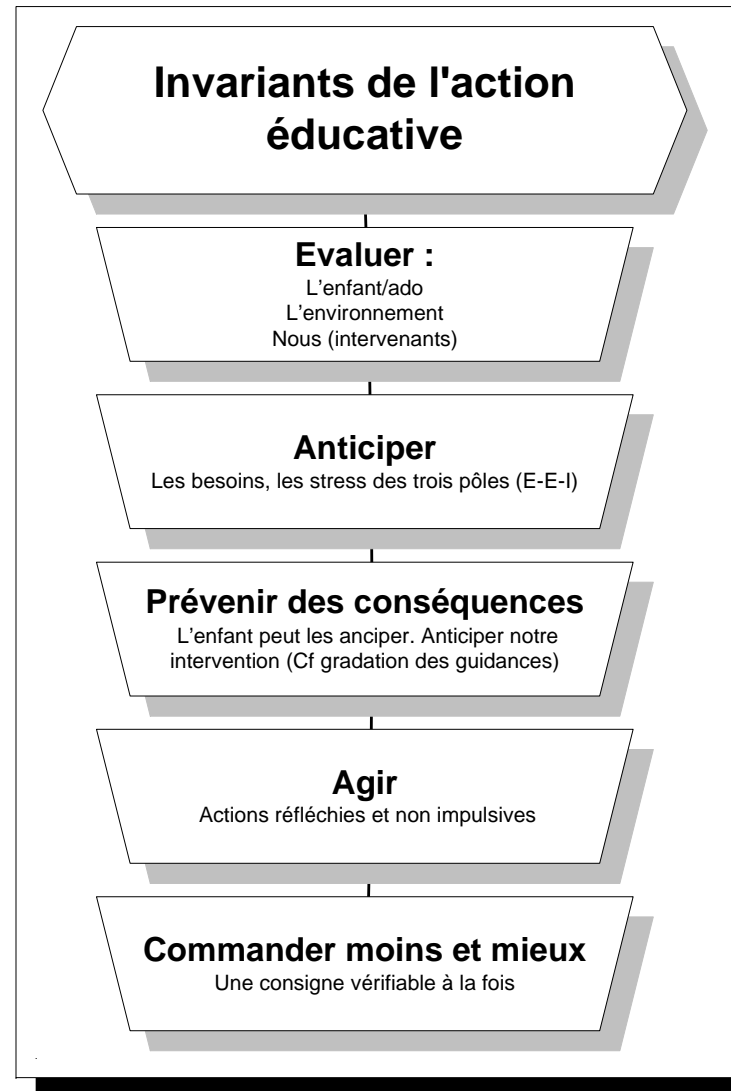 Invariants de l'action
éducative
Evaluer :
L’enfant/ado
L’environnement
Nous (intervenants)
Anticiper
Les besoins, les stress des trois pôles (E-E-I)
Prévenir des conséquences
L’enfant peut les anciper. Anticiper notre
intervention (Cf gradation des guidances)
Agir
Actions réfléchies et non impulsives
Commander moins et mieux
Une consigne vérifiable à la fois